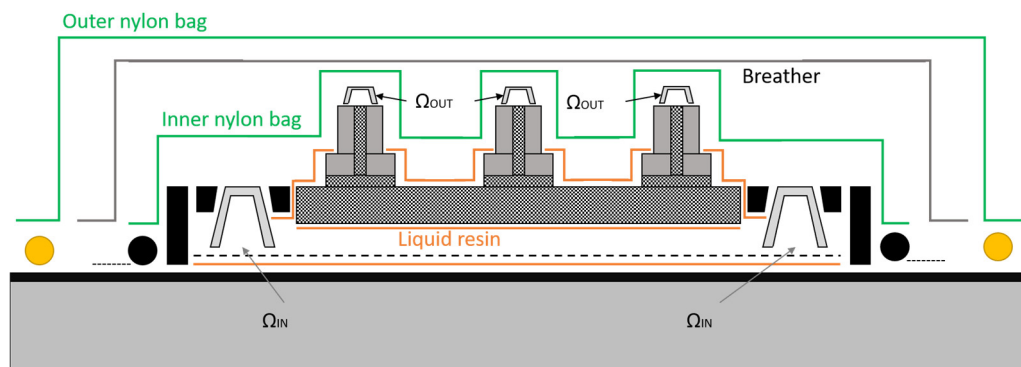 Outer nylon bag
Breather
Ω OUT
Ω OUT
Inner nylon bag
Liquid resin
Ω IN
Ω IN